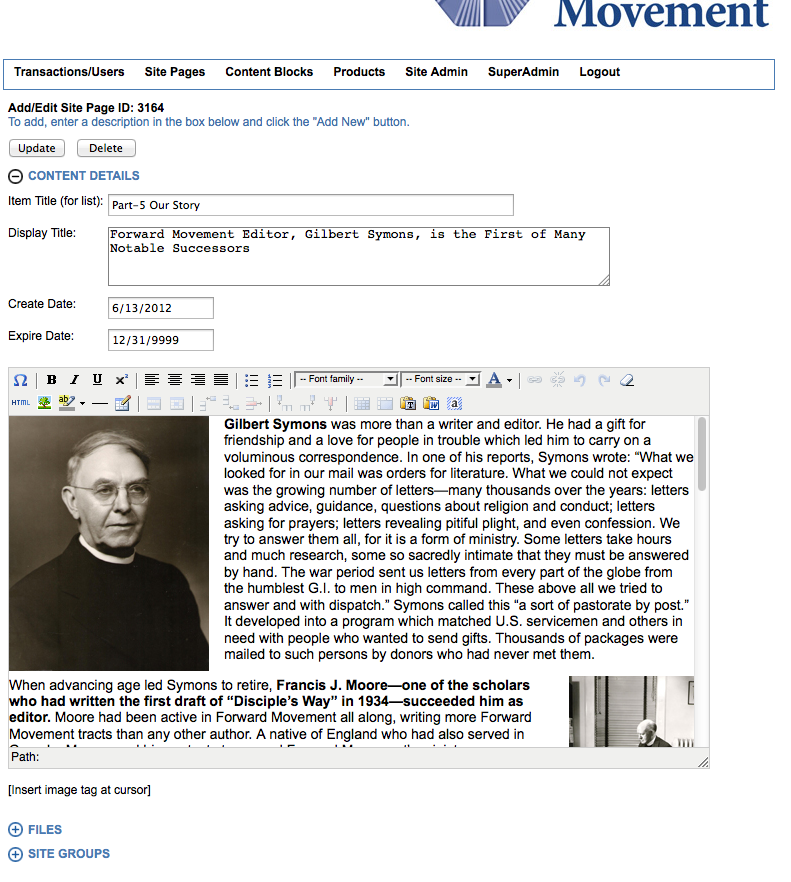 Movement
Transactions/Users Site Pages Content Blocks Products Site Admin SuperAdmin Logout
Add/Edit Site Page ID: 3164
To add, enter a description in the box below and click the "Add New" button.
Update Delete
CONTENT DETAILS
Item Title (for list): Part-5 Our Story
Display Title: Forward Movement Editor, Gilbert Symons, is the First of Many
Notable Successors
Create Date: 6/13/2012
Expire Date: 12/31/9999
Ω B I U x² -- Font family -- -- Font size -- A
HTML ab T W a
Gilbert Symons was more than a writer and editor. He had a gift for
friendship and a love for people in trouble which led him to carry on a
voluminous correspondence. In one of his reports, Symons wrote: “What we
looked for in our mail was orders for literature. What we could not expect
was the growing number of letters—many thousands over the years: letters
asking advice, guidance, questions about religion and conduct; letters
asking for prayers; letters revealing pitiful plight, and even confession. We
try to answer them all, for it is a form of ministry. Some letters take hours
and much research, some so sacredly intimate that they must be answered
by hand. The war period sent us letters from every part of the globe from
the humblest G.I. to men in high command. These above all we tried to
answer and with dispatch.” Symons called this “a sort of pastorate by post.”
It developed into a program which matched U.S. servicemen and others in
need with people who wanted to send gifts. Thousands of packages were
mailed to such persons by donors who had never met them.
When advancing age led Symons to retire, Francis J. Moore—one of the scholars
who had written the first draft of “Disciple’s Way” in 1934—succeeded him as
editor. Moore had been active in Forward Movement all along, writing more Forward
Movement tracts than any other author. A native of England who had also served in
Path:
[Insert image tag at cursor]
FILES
SITE GROUPS